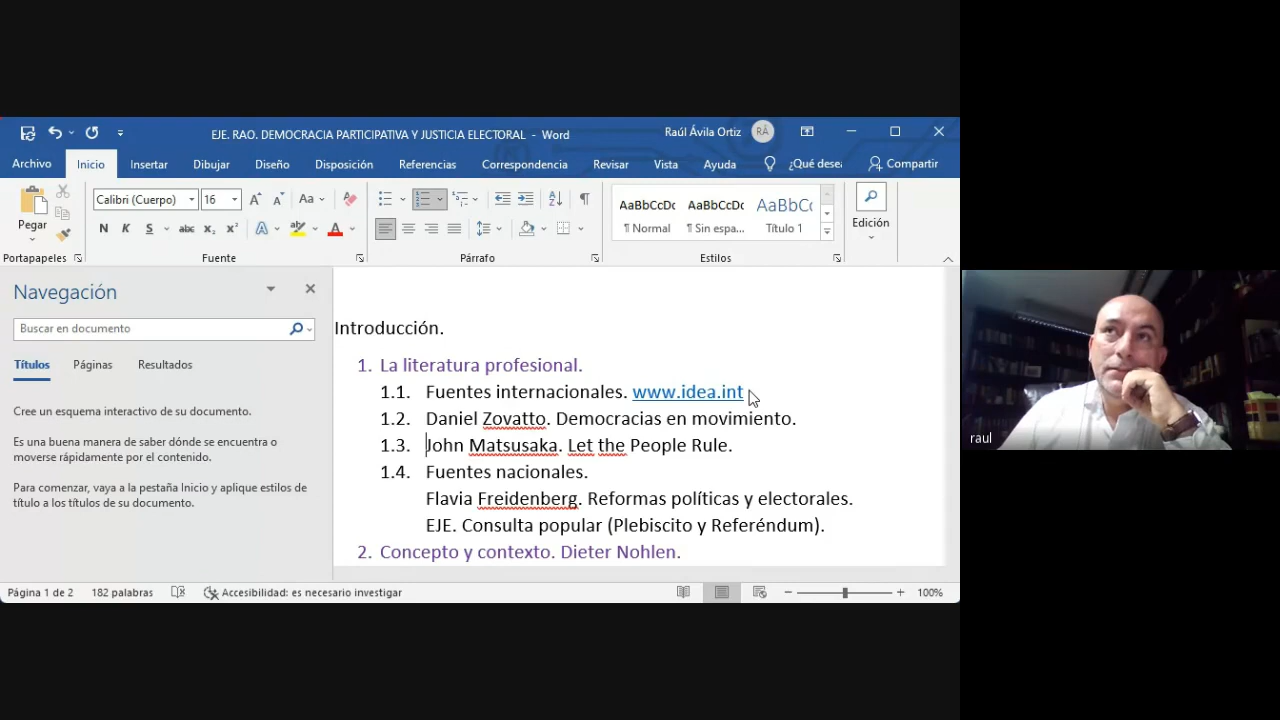 EJE. RAO. DEMOCRACIA PARTICIPATIVA Y JUSTICIA ELECTORAL - Word
Raúl Ávila Ortiz RÁ
Archivo Inicio Insertar Dibujar Diseño Disposición Referencias Correspondencia Revisar Vista Ayuda ¿Qué dese Compartir
Calibri (Cuerpo) 16 Aa
Pegar
N K S abc x₂ x² A A
AaBbCcDc AaBbCcDc AaBbCc
¶ Normal ¶ Sin espa... Título 1
Edición
Portapapeles Fuente Párrafo Estilos
Navegación
Buscar en documento
Títulos Páginas Resultados
Cree un esquema interactivo de su documento.
Es una buena manera de saber dónde se encuentra o
moverse rápidamente por el contenido.
Para comenzar, vaya a la pestaña Inicio y aplique estilos de
título a los títulos de su documento.
Introducción.
1. La literatura profesional.
1.1. Fuentes internacionales. www.idea.int
1.2. Daniel Zovatto. Democracias en movimiento.
1.3. John Matsusaka. Let the People Rule.
1.4. Fuentes nacionales.
Flavia Freidenberg. Reformas políticas y electorales.
EJE. Consulta popular (Plebiscito y Referéndum).
2. Concepto y contexto. Dieter Nohlen.
Página 1 de 2 182 palabras Accesibilidad: es necesario investigar 100%
raul